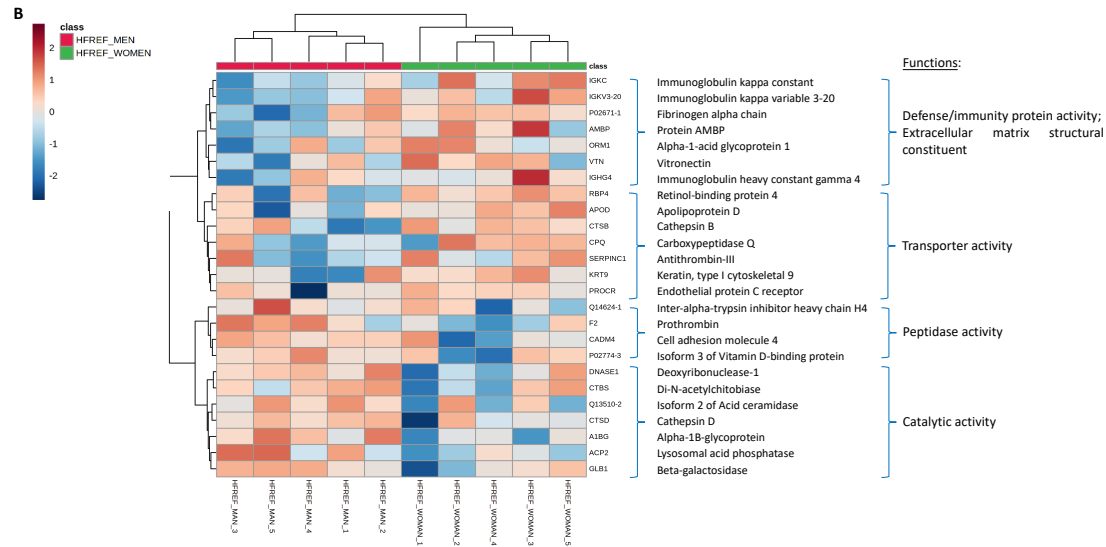 B
class
HFREF_MEN
HFREF_WOMEN
2
1
0
-1
-2
class
IGKC
IGKV3-20
P02671-1
AMBP
ORM1
VTN
IGHG4
RBP4
APOD
CTSB
CPQ
SERPINC1
KRT9
PROCR
Q14624-1
F2
CADM4
P02774-3
DNASE1
CTBS
Q13510-2
CTSD
A1BG
ACP2
GLB1
HFREF_MAN_3
HFREF_MAN_5
HFREF_MAN_4
HFREF_MAN_1
HFREF_MAN_2
HFREF_WOMAN_1
HFREF_WOMAN_2
HFREF_WOMAN_4
HFREF_WOMAN_3
HFREF_WOMAN_5
Immunoglobulin kappa constant
Immunoglobulin kappa variable 3-20
Fibrinogen alpha chain
Protein AMBP
Alpha-1-acid glycoprotein 1
Vitronectin
Immunoglobulin heavy constant gamma 4
Retinol-binding protein 4
Apolipoprotein D
Cathepsin B
Carboxypeptidase Q
Antithrombin-III
Keratin, type I cytoskeletal 9
Endothelial protein C receptor
Inter-alpha-trypsin inhibitor heavy chain H4
Prothrombin
Cell adhesion molecule 4
Isoform 3 of Vitamin D-binding protein
Deoxyribonuclease-1
Di-N-acetylchitobiase
Isoform 2 of Acid ceramidase
Cathepsin D
Alpha-1B-glycoprotein
Lysosomal acid phosphatase
Beta-galactosidase
Functions:
Defense/immunity protein activity;
Extracellular matrix structural
constituent
Transporter activity
Peptidase activity
Catalytic activity